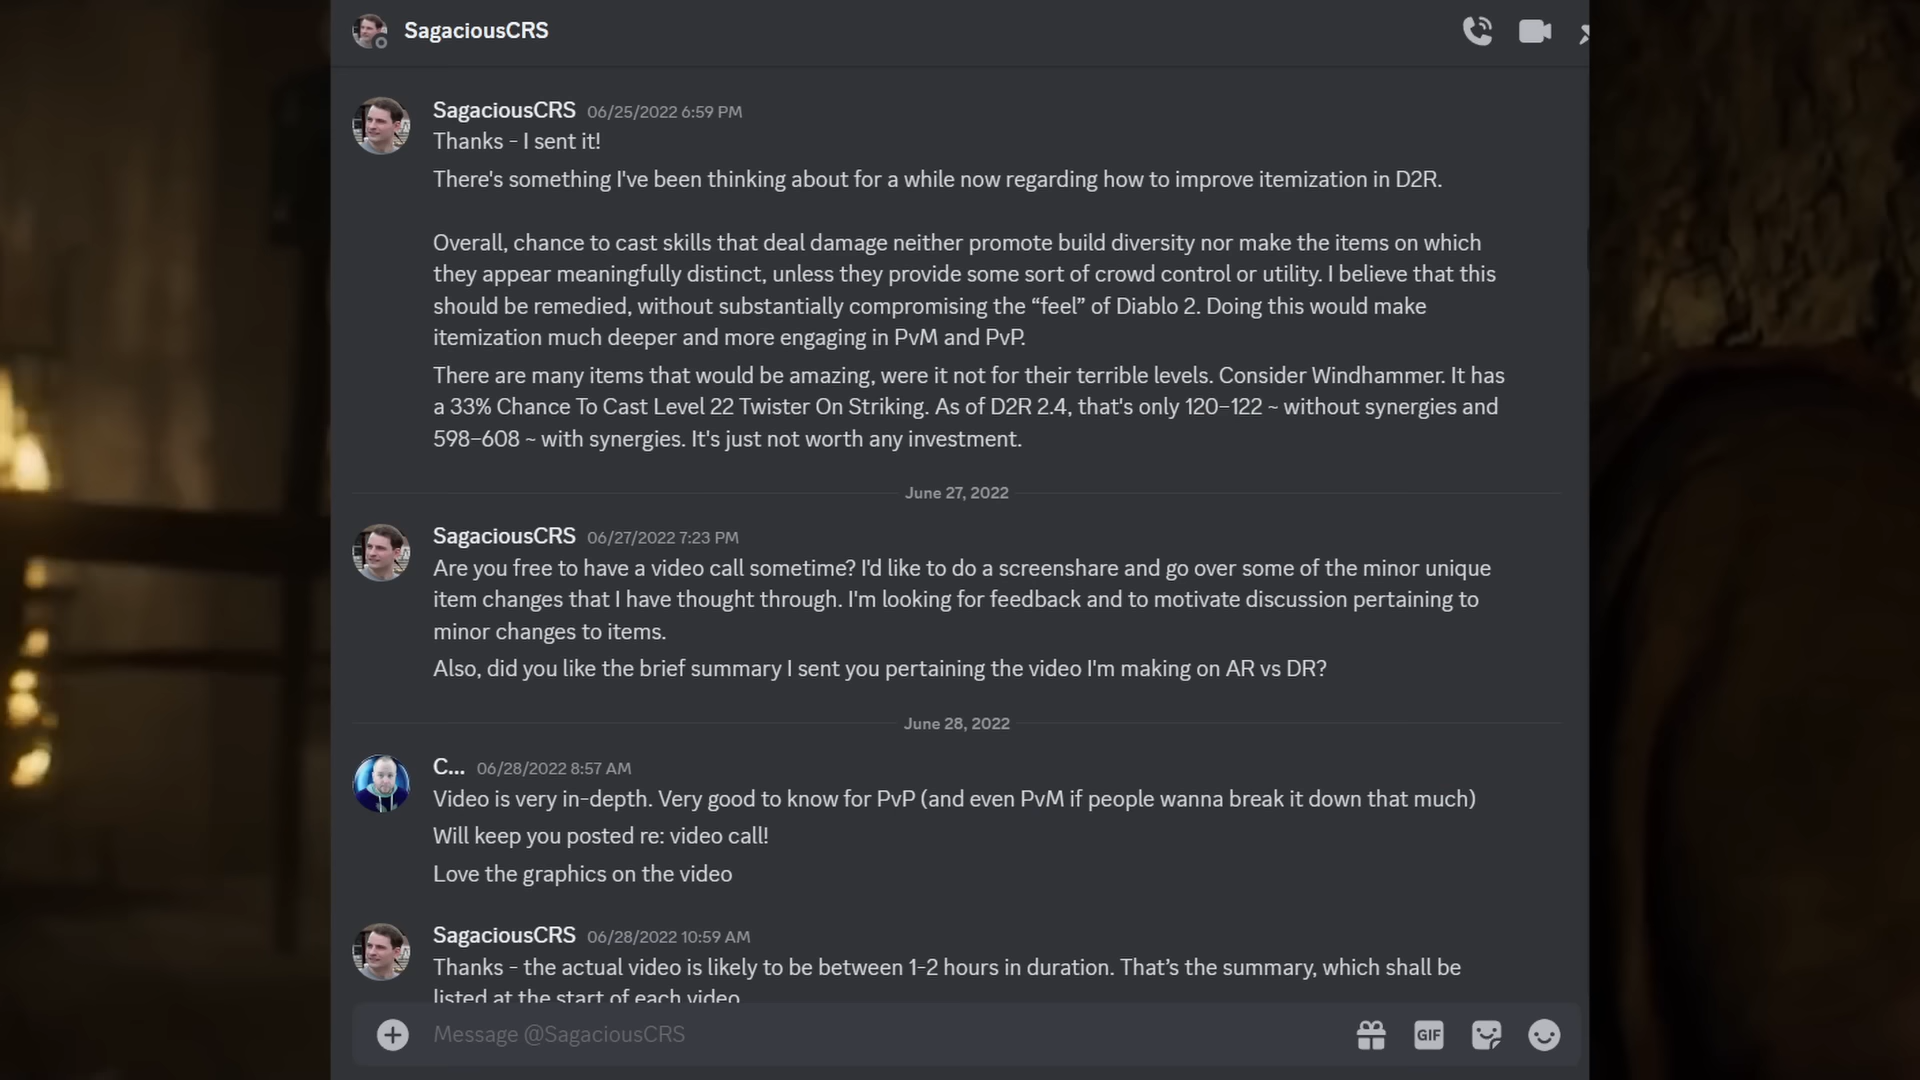 SagaciousCRS
SagaciousCRS 06/25/2022 6:59 PM
Thanks - I sent it!
There's something I've been thinking about for a while now regarding how to improve itemization in D2R.
Overall, chance to cast skills that deal damage neither promote build diversity nor make the items on which
they appear meaningfully distinct, unless they provide some sort of crowd control or utility. I believe that this
should be remedied, without substantially compromising the “feel” of Diablo 2. Doing this would make
itemization much deeper and more engaging in PvM and PvP.
There are many items that would be amazing, were it not for their terrible levels. Consider Windhammer. It has
a 33% Chance To Cast Level 22 Twister On Striking. As of D2R 2.4, that's only 120–122 ~ without synergies and
598–608 ~ with synergies. It's just not worth any investment.
June 27, 2022
SagaciousCRS 06/27/2022 7:23 PM
Are you free to have a video call sometime? I'd like to do a screenshare and go over some of the minor unique
item changes that I have thought through. I'm looking for feedback and to motivate discussion pertaining to
minor changes to items.
Also, did you like the brief summary I sent you pertaining the video I'm making on AR vs DR?
June 28, 2022
C... 06/28/2022 8:57 AM
Video is very in-depth. Very good to know for PvP (and even PvM if people wanna break it down that much)
Will keep you posted re: video call!
Love the graphics on the video
SagaciousCRS 06/28/2022 10:59 AM
Thanks - the actual video is likely to be between 1-2 hours in duration. That’s the summary, which shall be
listed at the start of each video
Message @SagaciousCRS
GIF